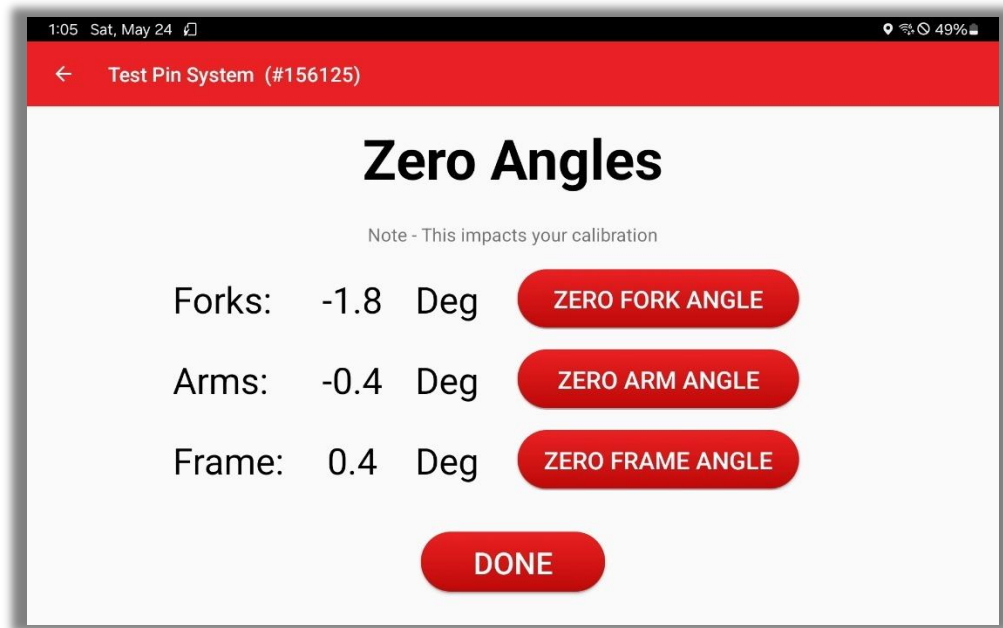 1:05 Sat, May 24 49%
← Test Pin System (#156125)
Zero Angles
Note - This impacts your calibration
Forks: -1.8 Deg ZERO FORK ANGLE
Arms: -0.4 Deg ZERO ARM ANGLE
Frame: 0.4 Deg ZERO FRAME ANGLE
DONE